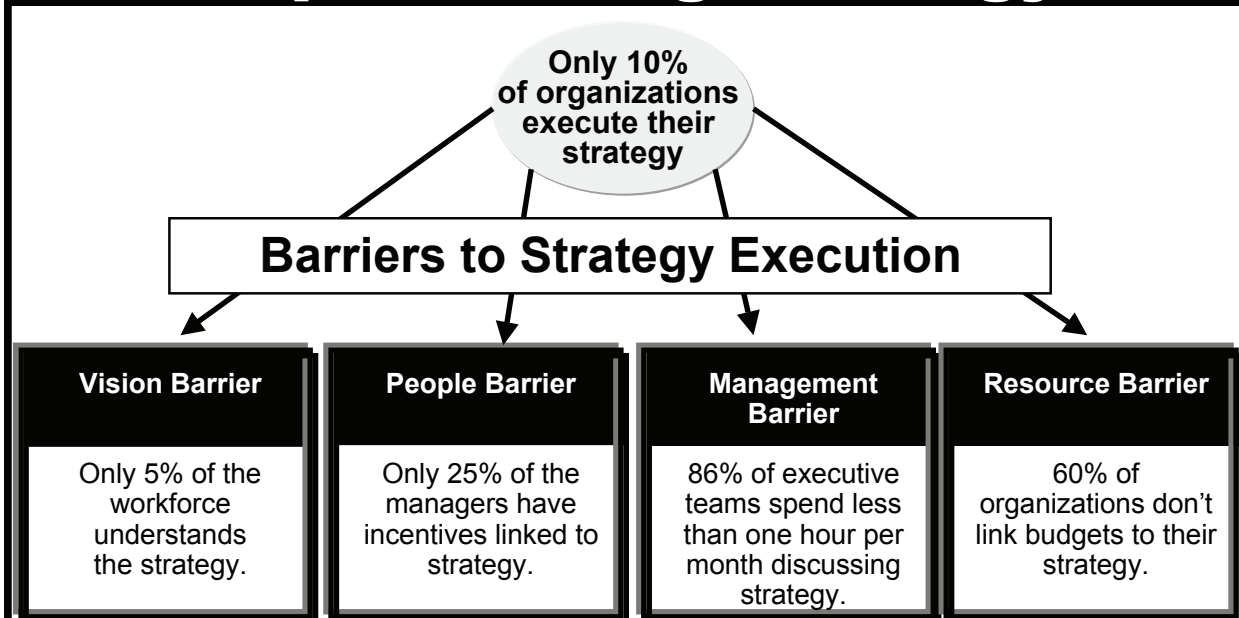 Only 10%
of organizations
execute their
strategy
Barriers to Strategy Execution
Vision Barrier
Only 5% of the
workforce
understands
the strategy.
People Barrier
Only 25% of the
managers have
incentives linked to
strategy.
Management
Barrier
86% of executive
teams spend less
than one hour per
month discussing
strategy.
Resource Barrier
60% of
organizations don’t
link budgets to their
strategy.